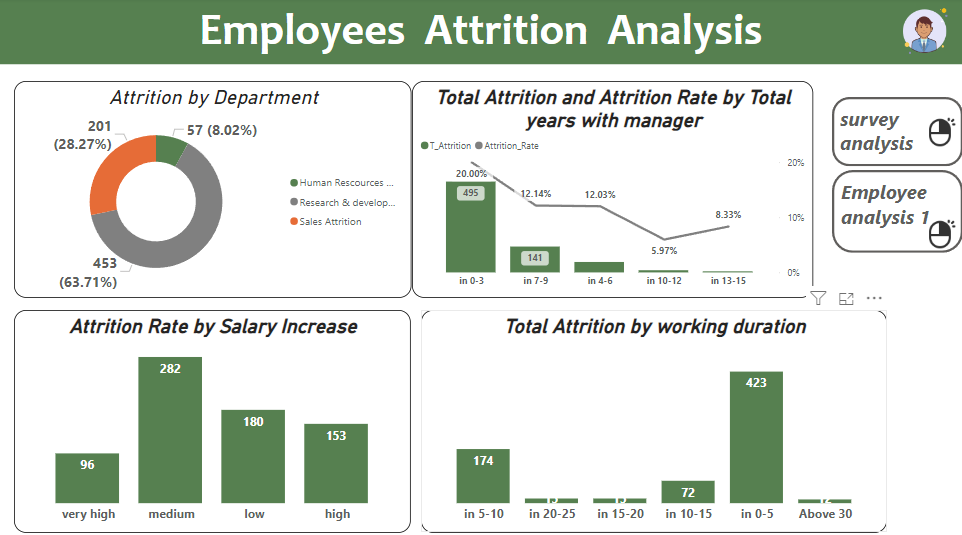 Employees Attrition Analysis
Attrition by Department
201
(28.27%)
57 (8.02%)
453
(63.71%)
Human Rescources ...
Research & develop...
Sales Attrition
Total Attrition and Attrition Rate by Total
years with manager
T_Attrition Attrition_Rate
20.00%
12.14%
12.03%
5.97%
8.33%
495
141
20%
10%
0%
in 0-3 in 7-9 in 4-6 in 10-12 in 13-15
survey
analysis
Employee
analysis 1
Attrition Rate by Salary Increase
96
282
180
153
very high medium low high
Total Attrition by working duration
174
72
423
in 5-10 in 20-25 in 15-20 in 10-15 in 0-5 Above 30